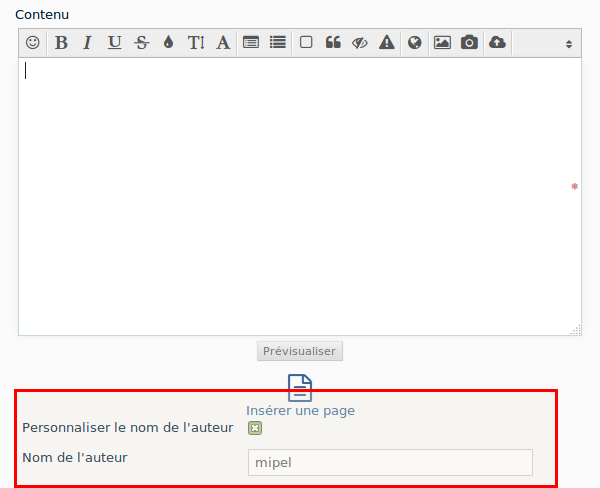 Contenu
B I U S T A
Prévisualiser
Insérer une page
Personnaliser le nom de l'auteur
Nom de l'auteur
mipel